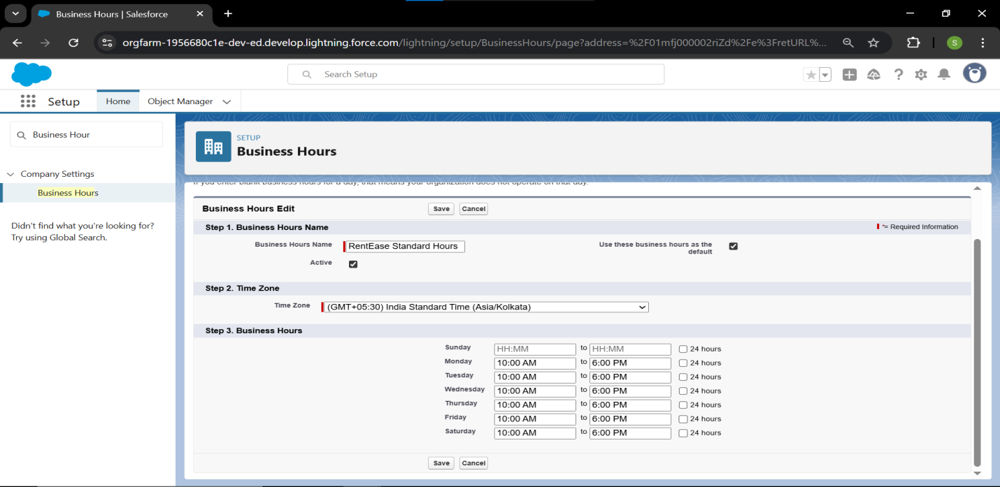 Business Hours | Salesforce
orgfarm-1956680c1e-dev-ed.develop.lightning.force.com/lightning/setup/BusinessHours/page?address=%2F01mfj000002riZd%2Fe%3FretURL%...
S
Search Setup
Setup
Home
Object Manager
Business Hour
Company Settings
Business Hours
Didn't find what you're looking for?
Try using Global Search.
SETUP
Business Hours
If you enter blank business hours for a day, that means your organization does not operate on that day.
Business Hours Edit Save Cancel
Step 1. Business Hours Name *= Required Information
Business Hours Name RentEase Standard Hours Use these business hours as the
default
Active
Step 2. Time Zone
Time Zone (GMT+05:30) India Standard Time (Asia/Kolkata)
Step 3. Business Hours
Sunday HH:MM to HH:MM 24 hours
Monday 10:00 AM to 6:00 PM 24 hours
Tuesday 10:00 AM to 6:00 PM 24 hours
Wednesday 10:00 AM to 6:00 PM 24 hours
Thursday 10:00 AM to 6:00 PM 24 hours
Friday 10:00 AM to 6:00 PM 24 hours
Saturday 10:00 AM to 6:00 PM 24 hours
Save Cancel